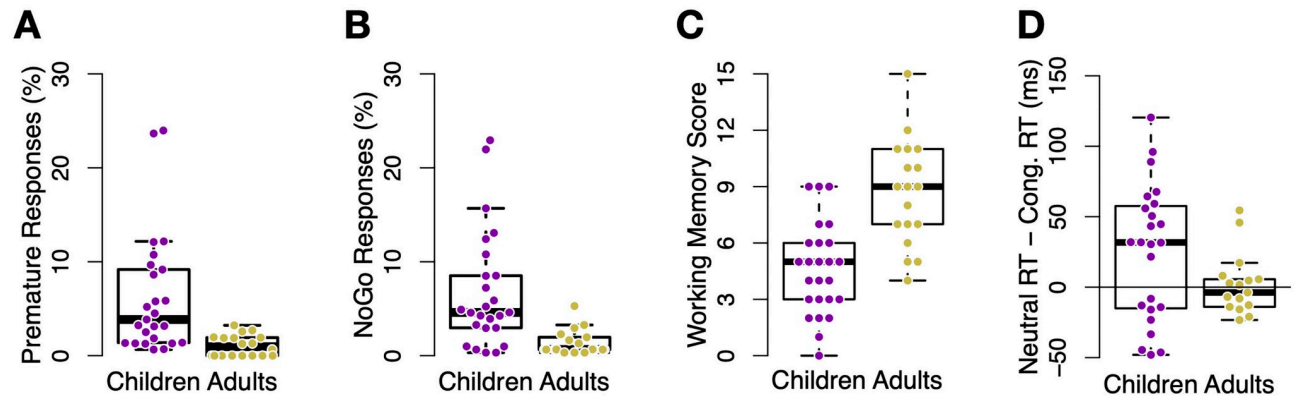 A
Premature Responses (%)
30
20
10
0
Children Adults
B
NoGo Responses (%)
30
20
10
0
Children Adults
C
Working Memory Score
15
12
9
6
3
0
Children Adults
D
Neutral RT − Cong. RT (ms)
150
100
50
0
−50
Children Adults